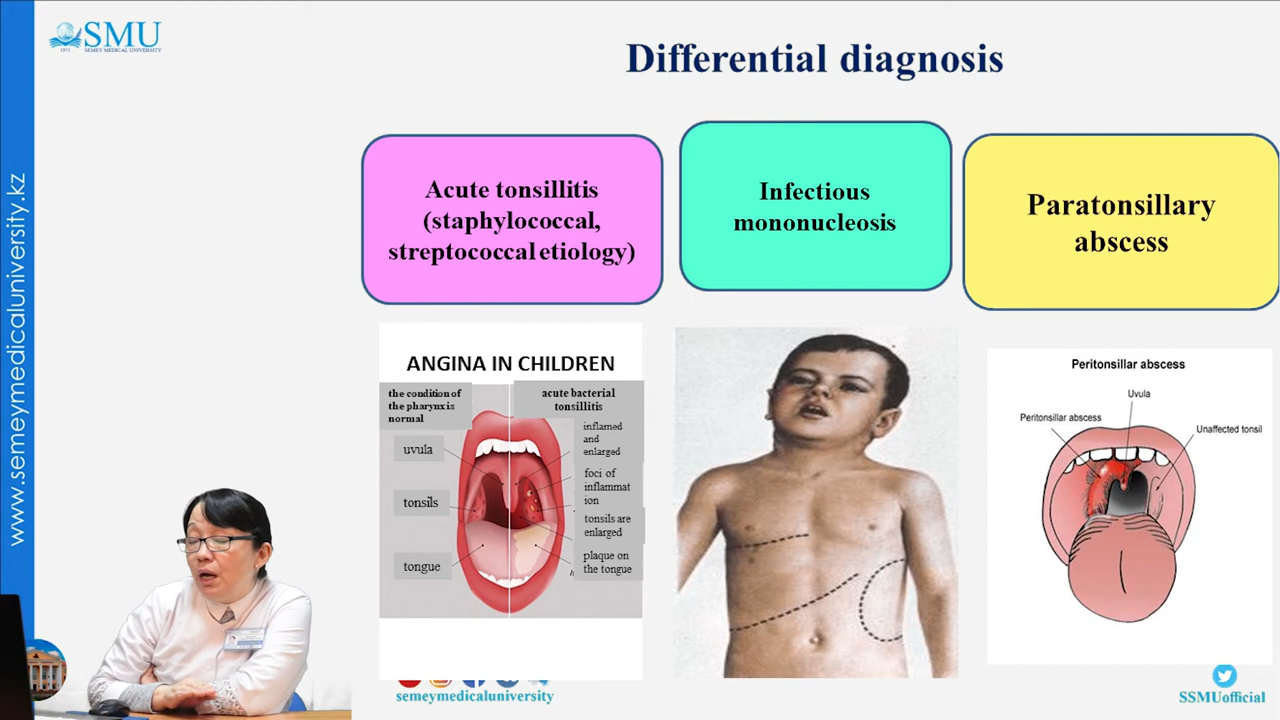 SMU
SEMEY MEDICAL UNIVERSITY
www.semeymedicaluniversity.kz
Differential diagnosis
Acute tonsillitis
(staphylococcal,
streptococcal etiology)
Infectious
mononucleosis
Paratonsillary
abscess
ANGINA IN CHILDREN
the condition of
the pharynx is
normal
uvula
tonsils
tongue
acute bacterial
tonsillitis
inflamed
and
enlarged
foci of
inflammat
ion
tonsils are
enlarged
plaque on
the tongue
Peritonsillar abscess
Uvula
Peritonsillar abscess
Unaffected tonsil
semeymedicaluniversity
SSMUofficial